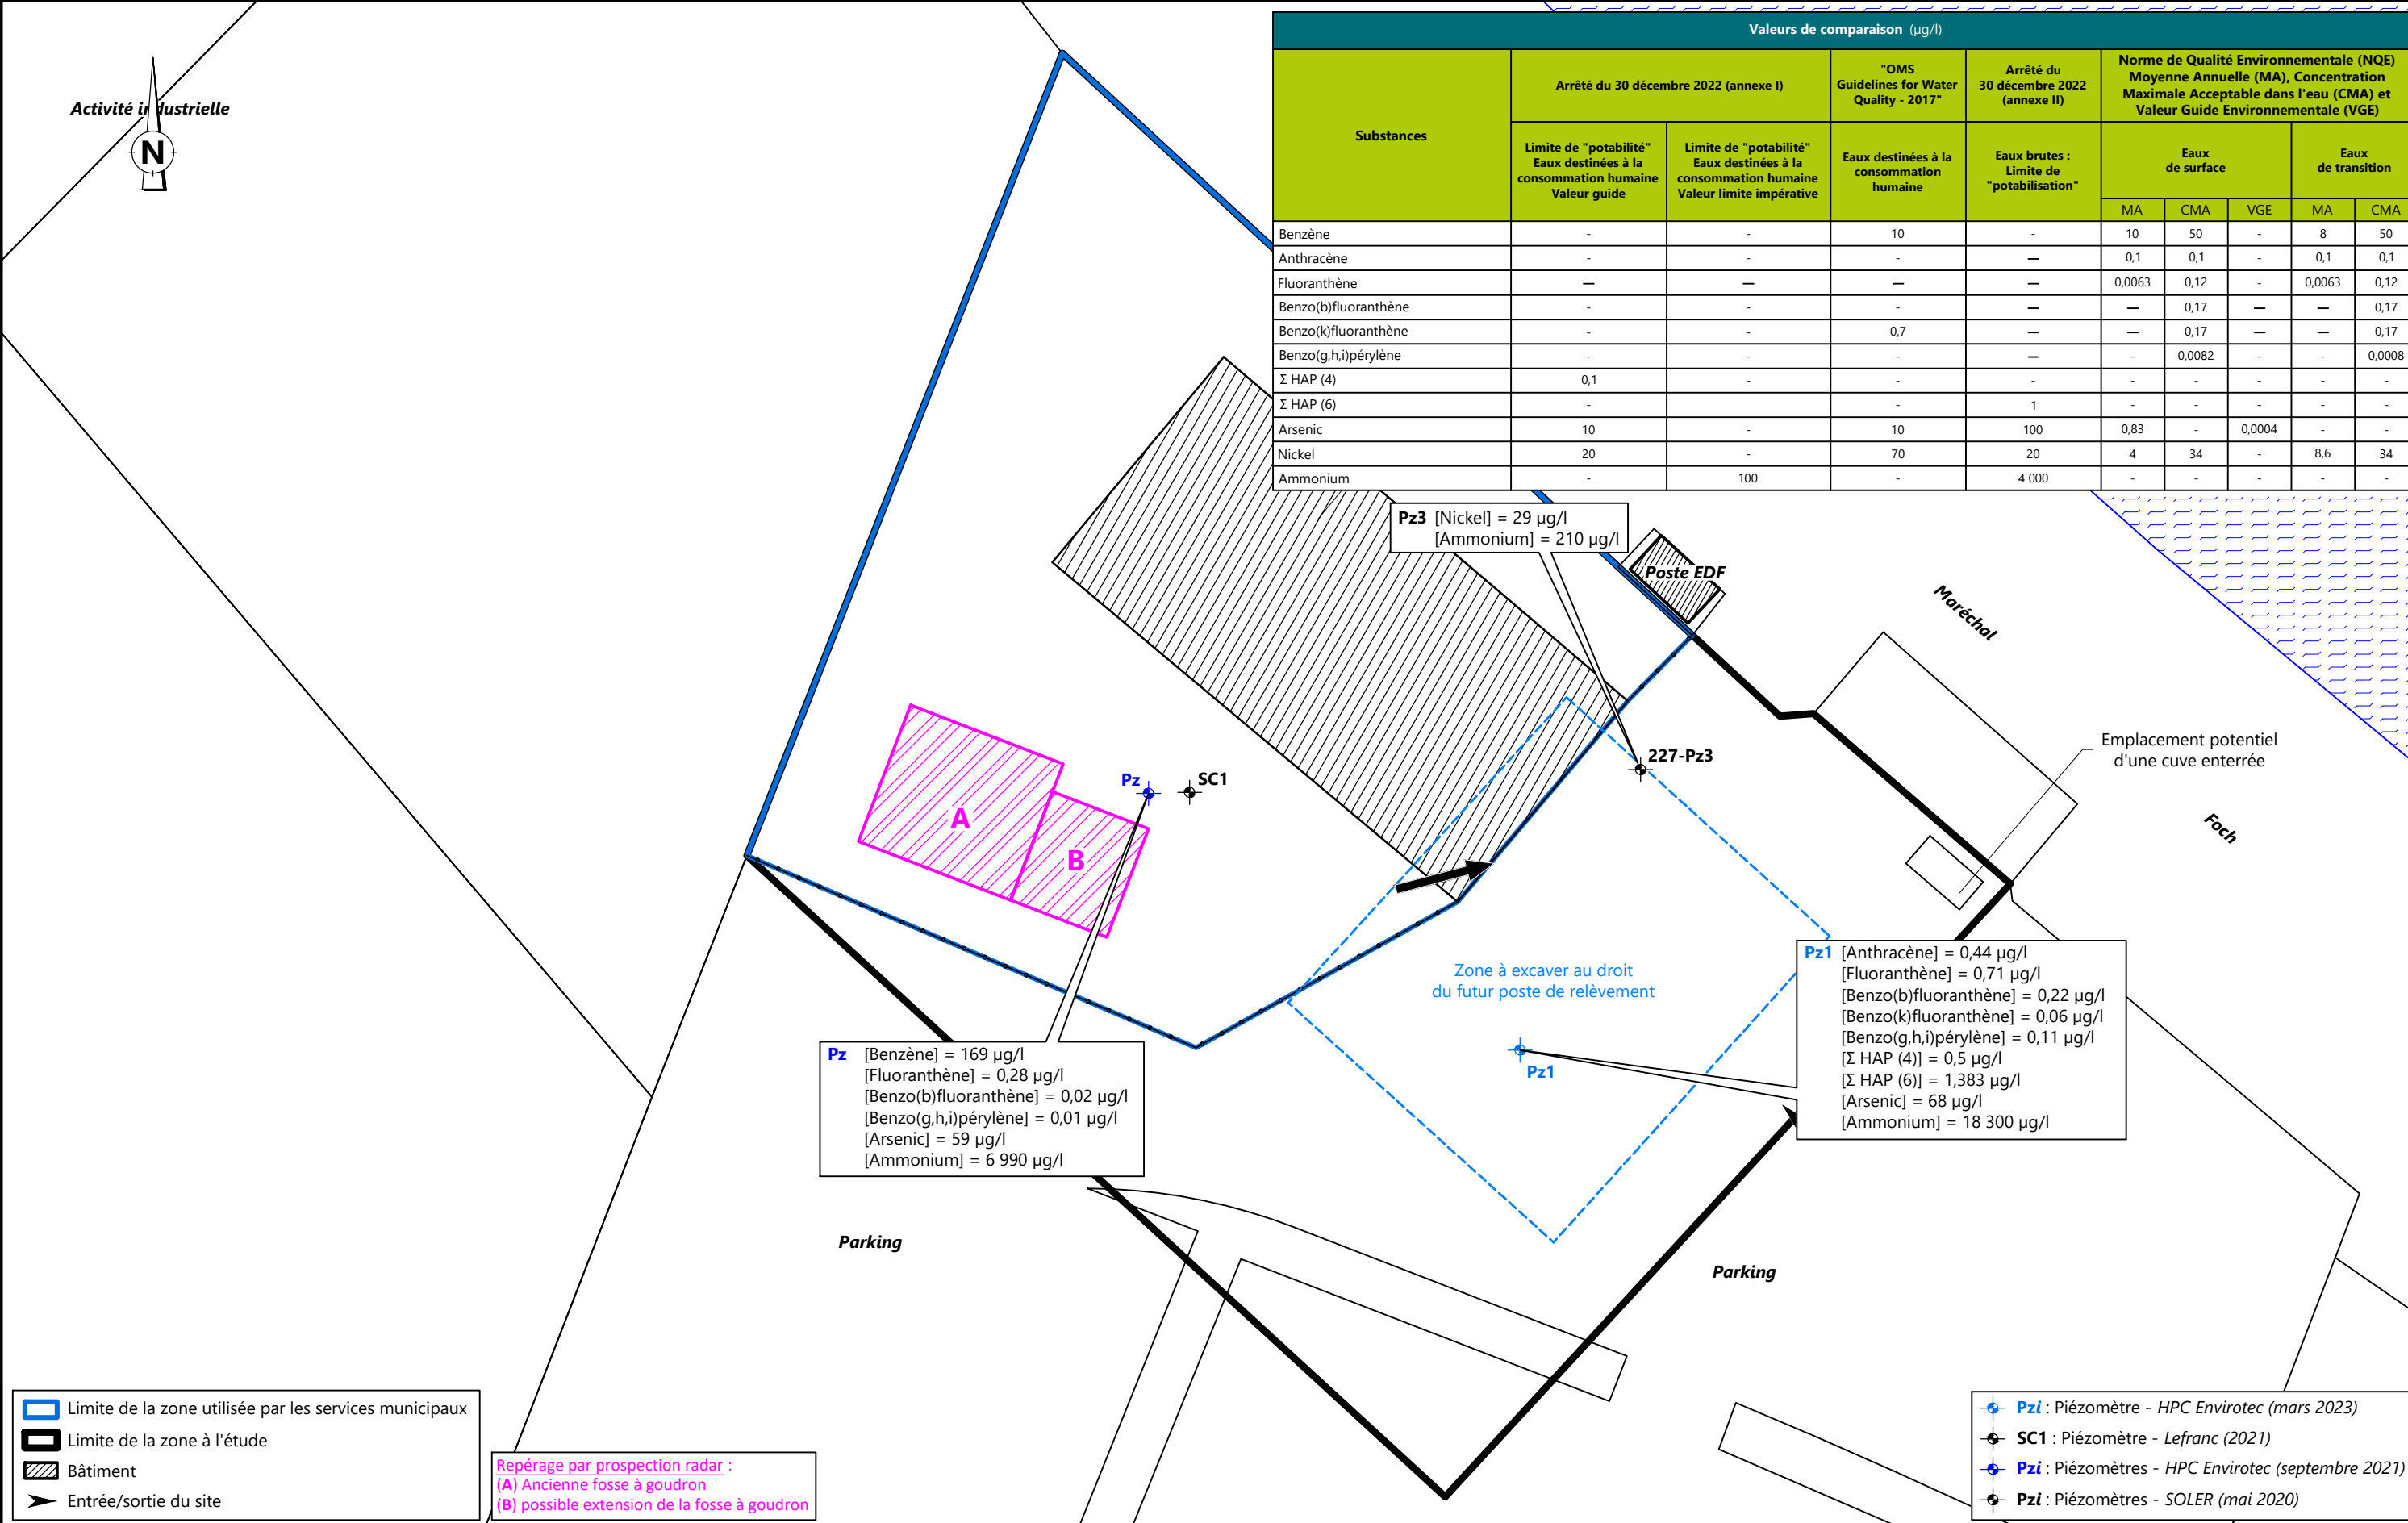 Activité industrielle
N
Valeurs de comparaison (µg/l)
Substances
Arrêté du 30 décembre 2022 (annexe I)
"OMS
Guidelines for Water
Quality - 2017"
Arrêté du
30 décembre 2022
(annexe II)
Norme de Qualité Environnementale (NQE)
Moyenne Annuelle (MA), Concentration
Maximale Acceptable dans l'eau (CMA) et
Valeur Guide Environnementale (VGE)
Limite de "potabilité"
Eaux destinées à la
consommation humaine
Valeur guide
Limite de "potabilité"
Eaux destinées à la
consommation humaine
Valeur limite impérative
Eaux destinées à la
consommation
humaine
Eaux brutes :
Limite de
"potabilisation"
Eaux
de surface
Eaux
de transition
MA CMA VGE MA CMA
Benzène - - 10 - 10 50 - 8 50
Anthracène - - - — 0,1 0,1 - 0,1 0,1
Fluoranthène — — — — 0,0063 0,12 - 0,0063 0,12
Benzo(b)fluoranthène - - - — — 0,17 — — 0,17
Benzo(k)fluoranthène - - 0,7 — — 0,17 — — 0,17
Benzo(g,h,i)pérylène - - - — - 0,0082 - - 0,0008
Σ HAP (4) 0,1 - - - - - - - -
Σ HAP (6) - - 1 - - - - -
Arsenic 10 - 10 100 0,83 - 0,0004 - -
Nickel 20 - 70 20 4 34 - 8,6 34
Ammonium - 100 - 4 000 - - - - -
Pz3 [Nickel] = 29 µg/l
[Ammonium] = 210 µg/l
Poste EDF
Maréchal
Foch
Emplacement potentiel
d'une cuve enterrée
227-Pz3
Pz
SC1
A
B
Zone à excaver au droit
du futur poste de relèvement
Pz1
Pz1 [Anthracène] = 0,44 µg/l
[Fluoranthène] = 0,71 µg/l
[Benzo(b)fluoranthène] = 0,22 µg/l
[Benzo(k)fluoranthène] = 0,06 µg/l
[Benzo(g,h,i)pérylène] = 0,11 µg/l
[Σ HAP (4)] = 0,5 µg/l
[Σ HAP (6)] = 1,383 µg/l
[Arsenic] = 68 µg/l
[Ammonium] = 18 300 µg/l
Pz [Benzène] = 169 µg/l
[Fluoranthène] = 0,28 µg/l
[Benzo(b)fluoranthène] = 0,02 µg/l
[Benzo(g,h,i)pérylène] = 0,01 µg/l
[Arsenic] = 59 µg/l
[Ammonium] = 6 990 µg/l
Parking
Parking
Limite de la zone utilisée par les services municipaux
Limite de la zone à l'étude
Bâtiment
Entrée/sortie du site
Repérage par prospection radar :
(A) Ancienne fosse à goudron
(B) possible extension de la fosse à goudron
Pzi : Piézomètre - HPC Envirotec (mars 2023)
SC1 : Piézomètre - Lefranc (2021)
Pzi : Piézomètres - HPC Envirotec (septembre 2021)
Pzi : Piézomètres - SOLER (mai 2020)